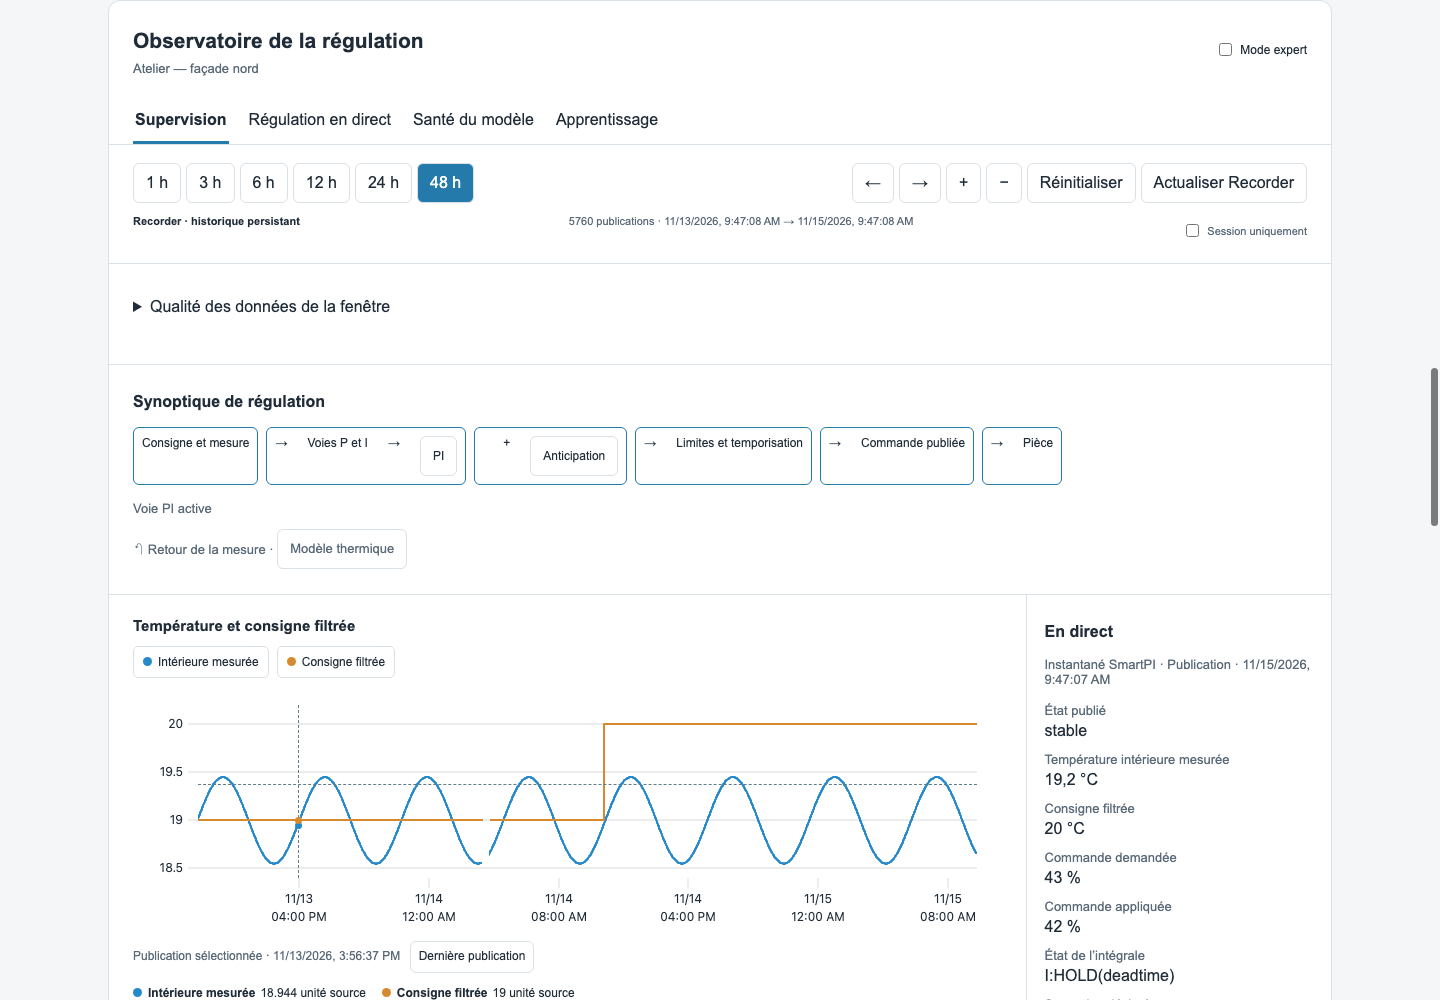 Observatoire de la régulation
Atelier — façade nord
Mode expert
Supervision Régulation en direct Santé du modèle Apprentissage
1 h 3 h 6 h 12 h 24 h 48 h ← → + − Réinitialiser Actualiser Recorder
Recorder · historique persistant 5760 publications · 11/13/2026, 9:47:08 AM → 11/15/2026, 9:47:08 AM
Session uniquement
▶ Qualité des données de la fenêtre
Synoptique de régulation
Consigne et mesure → Voies P et I → PI + Anticipation → Limites et temporisation → Commande publiée → Pièce
Voie PI active
Retour de la mesure · Modèle thermique
Température et consigne filtrée
Intérieure mesurée Consigne filtrée
20
19.5
19
18.5
11/13 11/14 11/14 11/14 11/15 11/15
04:00 PM 12:00 AM 08:00 AM 04:00 PM 12:00 AM 08:00 AM
Publication sélectionnée · 11/13/2026, 3:56:37 PM Dernière publication
Intérieure mesurée 18.944 unité source Consigne filtrée 19 unité source
En direct
Instantané SmartPI · Publication · 11/15/2026,
9:47:07 AM
État publié
stable
Température intérieure mesurée
19,2 °C
Consigne filtrée
20 °C
Commande demandée
43 %
Commande appliquée
42 %
État de l’intégrale
I:HOLD(deadtime)